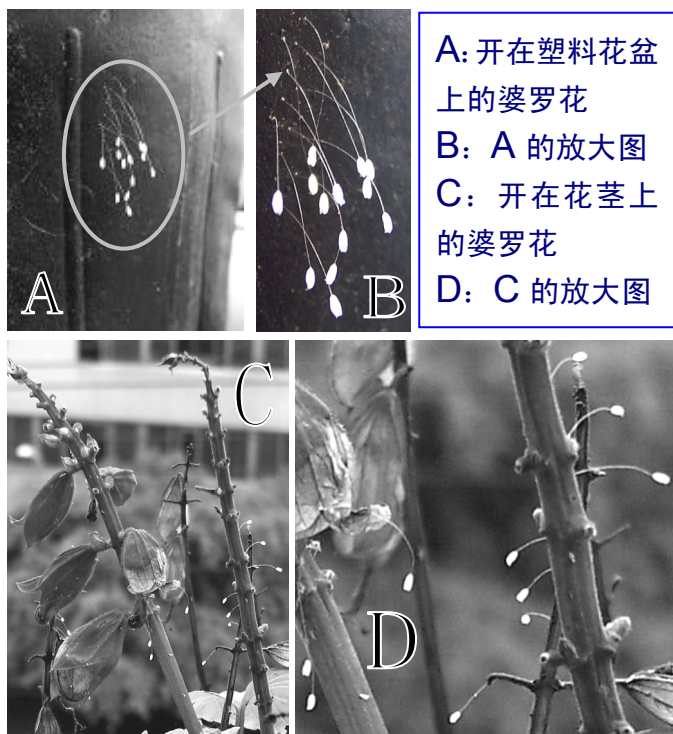 A
B
A: 开在塑料花盆
上的婆罗花
B: A 的放大图
C: 开在花茎上
的婆罗花
D: C 的放大图
C
D